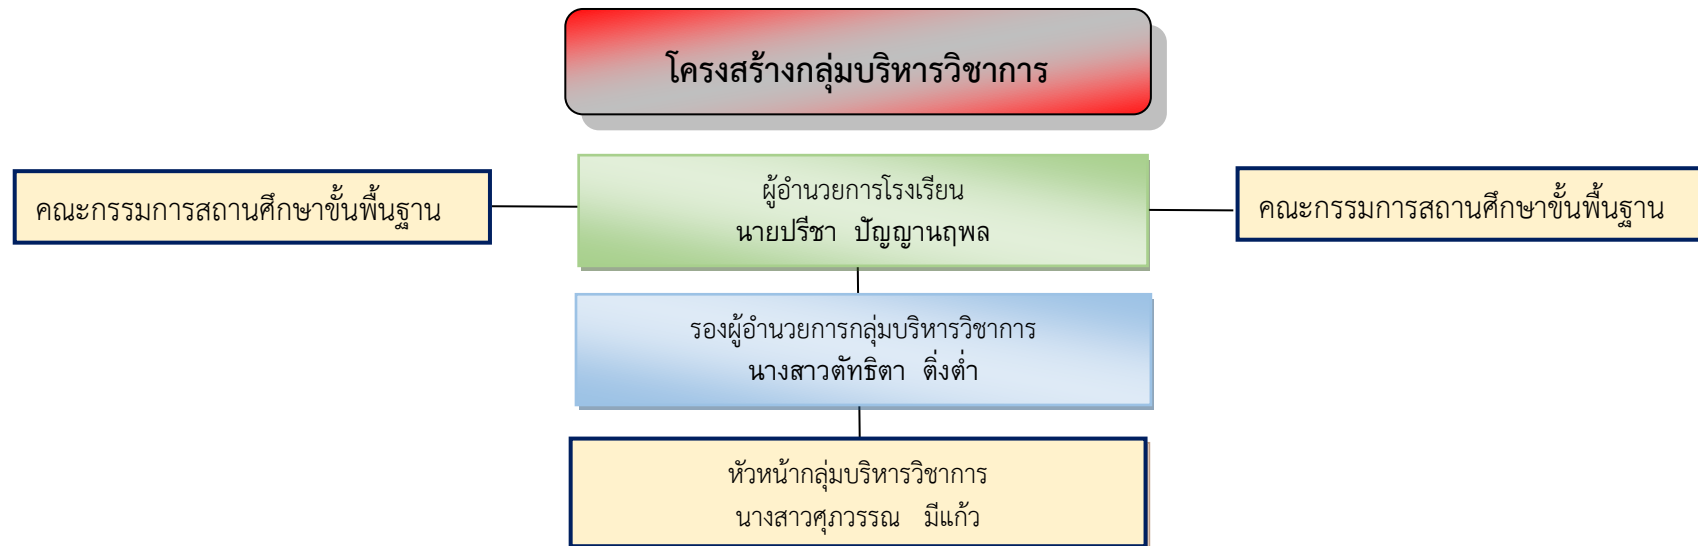 โครงสร้างกลุ่มบริหารวิชาการ
คณะกรรมการสถานศึกษาขั้นพื้นฐาน
ผู้อำนวยการโรงเรียน
นายปรีชา ปัญญานฤพล
คณะกรรมการสถานศึกษาขั้นพื้นฐาน
รองผู้อำนวยการกลุ่มบริหารวิชาการ
นางสาวตัทธิตา ติ่งต่ำ
หัวหน้ากลุ่มบริหารวิชาการ
นางสาวศุภวรรณ มีแก้ว